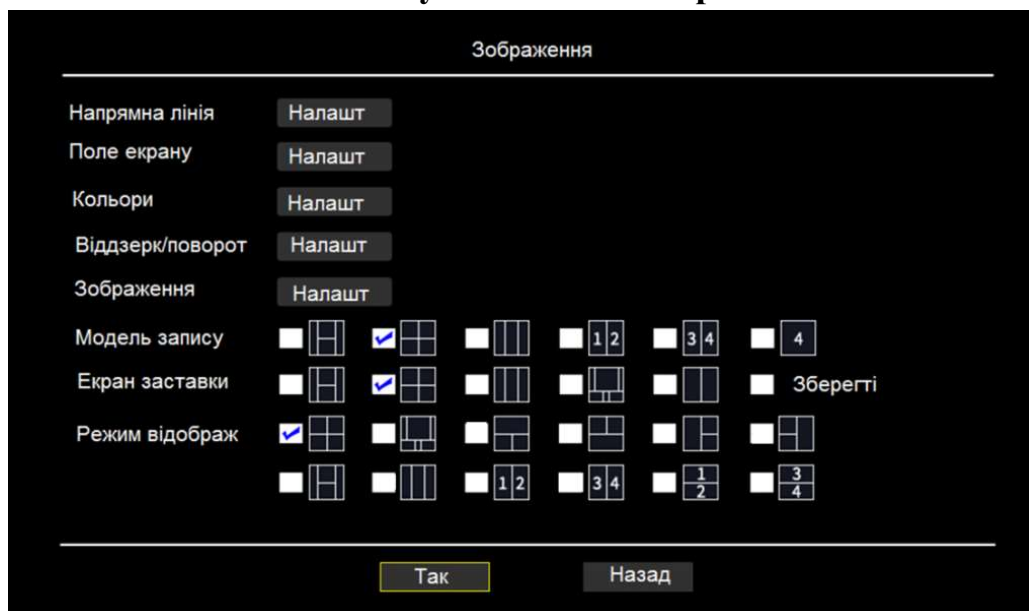 Зображення
Напрямна лінія Налашт
Поле екрану Налашт
Кольори Налашт
Віддзерк/поворот Налашт
Зображення Налашт
Модель запису 1 2 3 4 4
Екран заставки Зберегті
Режим відображ
1 2 3 4 1 2 3 4
Так Назад